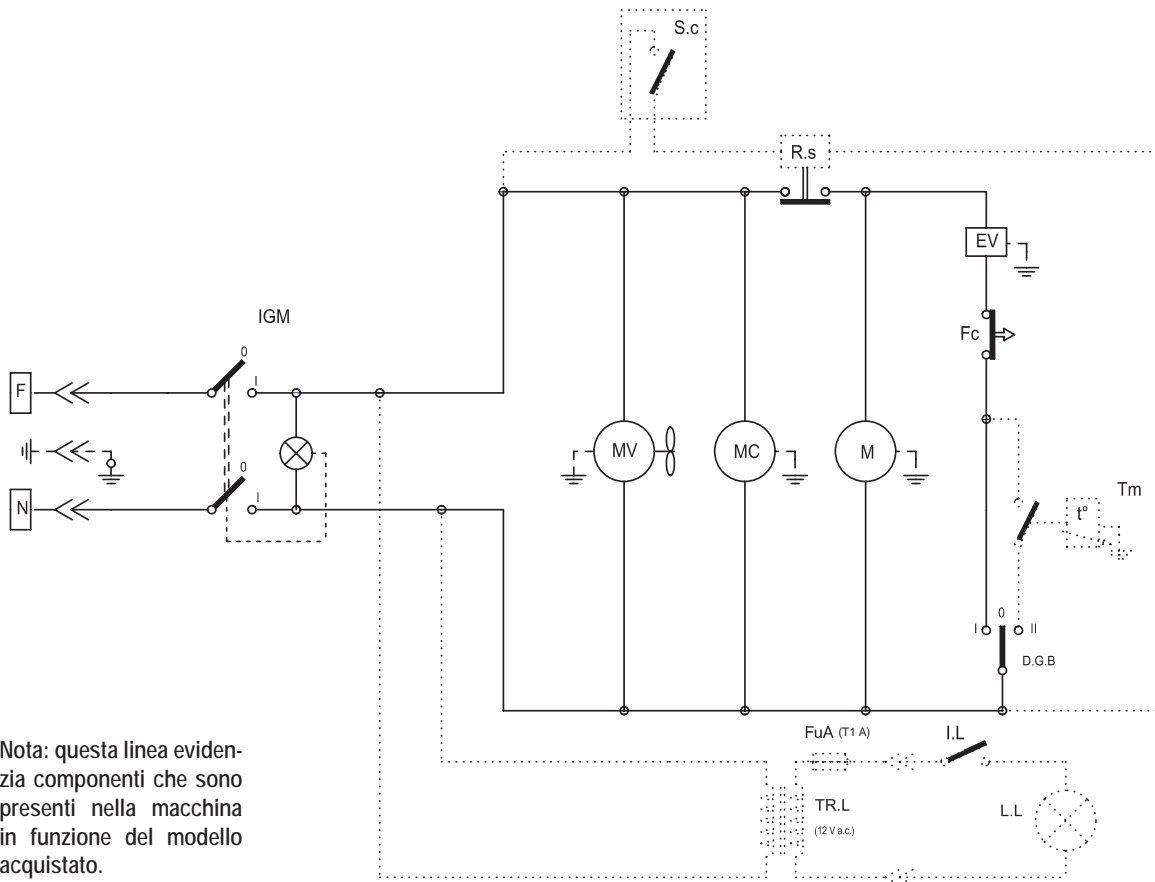 S.c
R.s
EV
IGM
Fc
0
F
I
MV
MC
M
Tm
t°
0
N
I
0
I
II
D.G.B
FuA (T1 A)
I.L
TR.L
(12 V a.c.)
L.L
Nota: questa linea eviden-
zia componenti che sono
presenti nella macchina
in funzione del modello
acquistato.